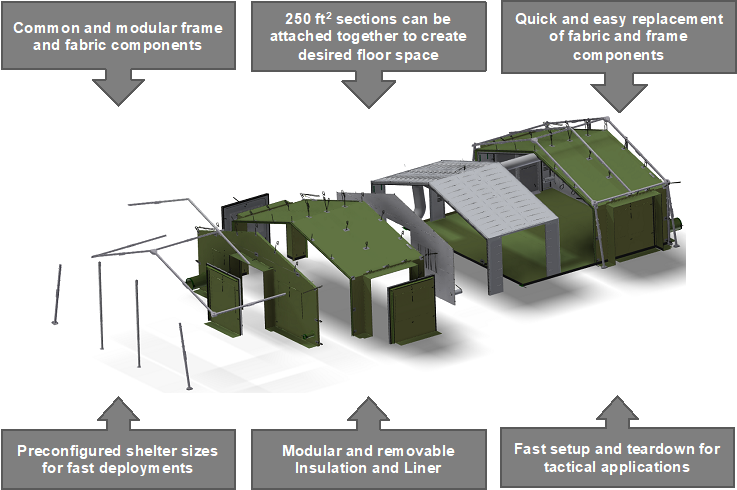 Common and modular frame
and fabric components
250 ft² sections can be
attached together to create
desired floor space
Quick and easy replacement
of fabric and frame
components
Preconfigured shelter sizes
for fast deployments
Modular and removable
Insulation and Liner
Fast setup and teardown for
tactical applications